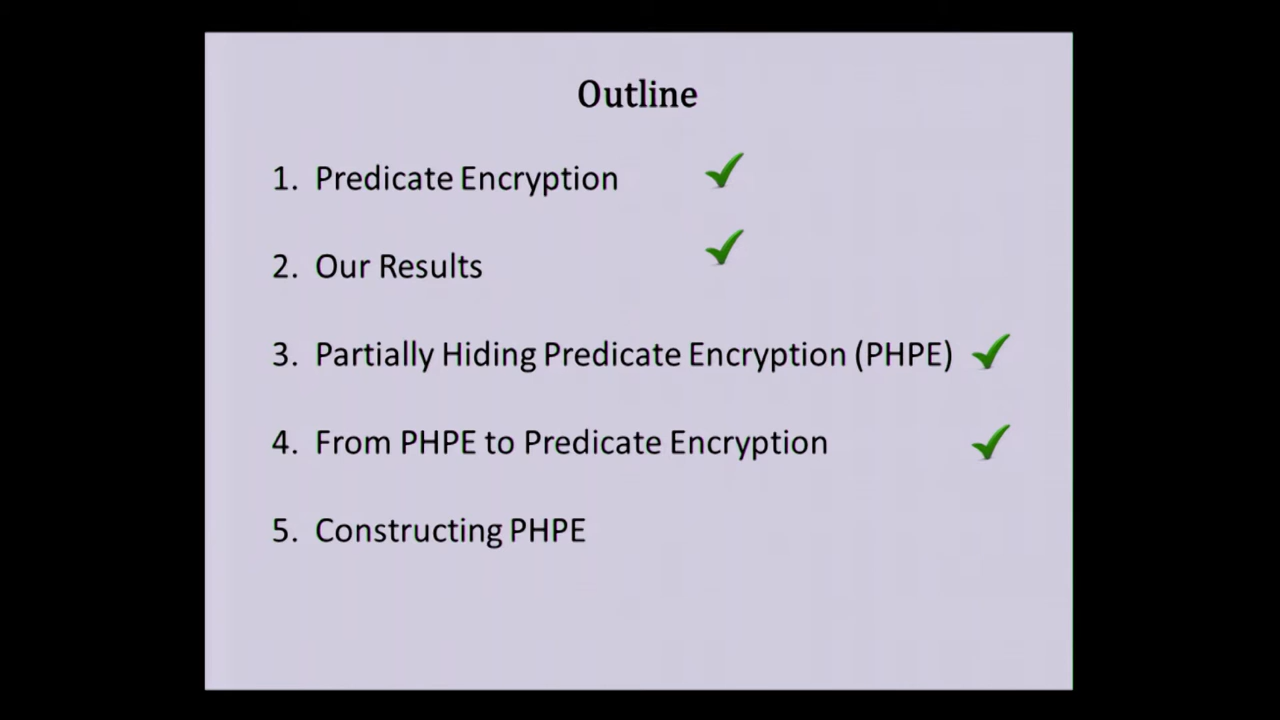 Outline
1. Predicate Encryption
2. Our Results
3. Partially Hiding Predicate Encryption (PHPE)
4. From PHPE to Predicate Encryption
5. Constructing PHPE